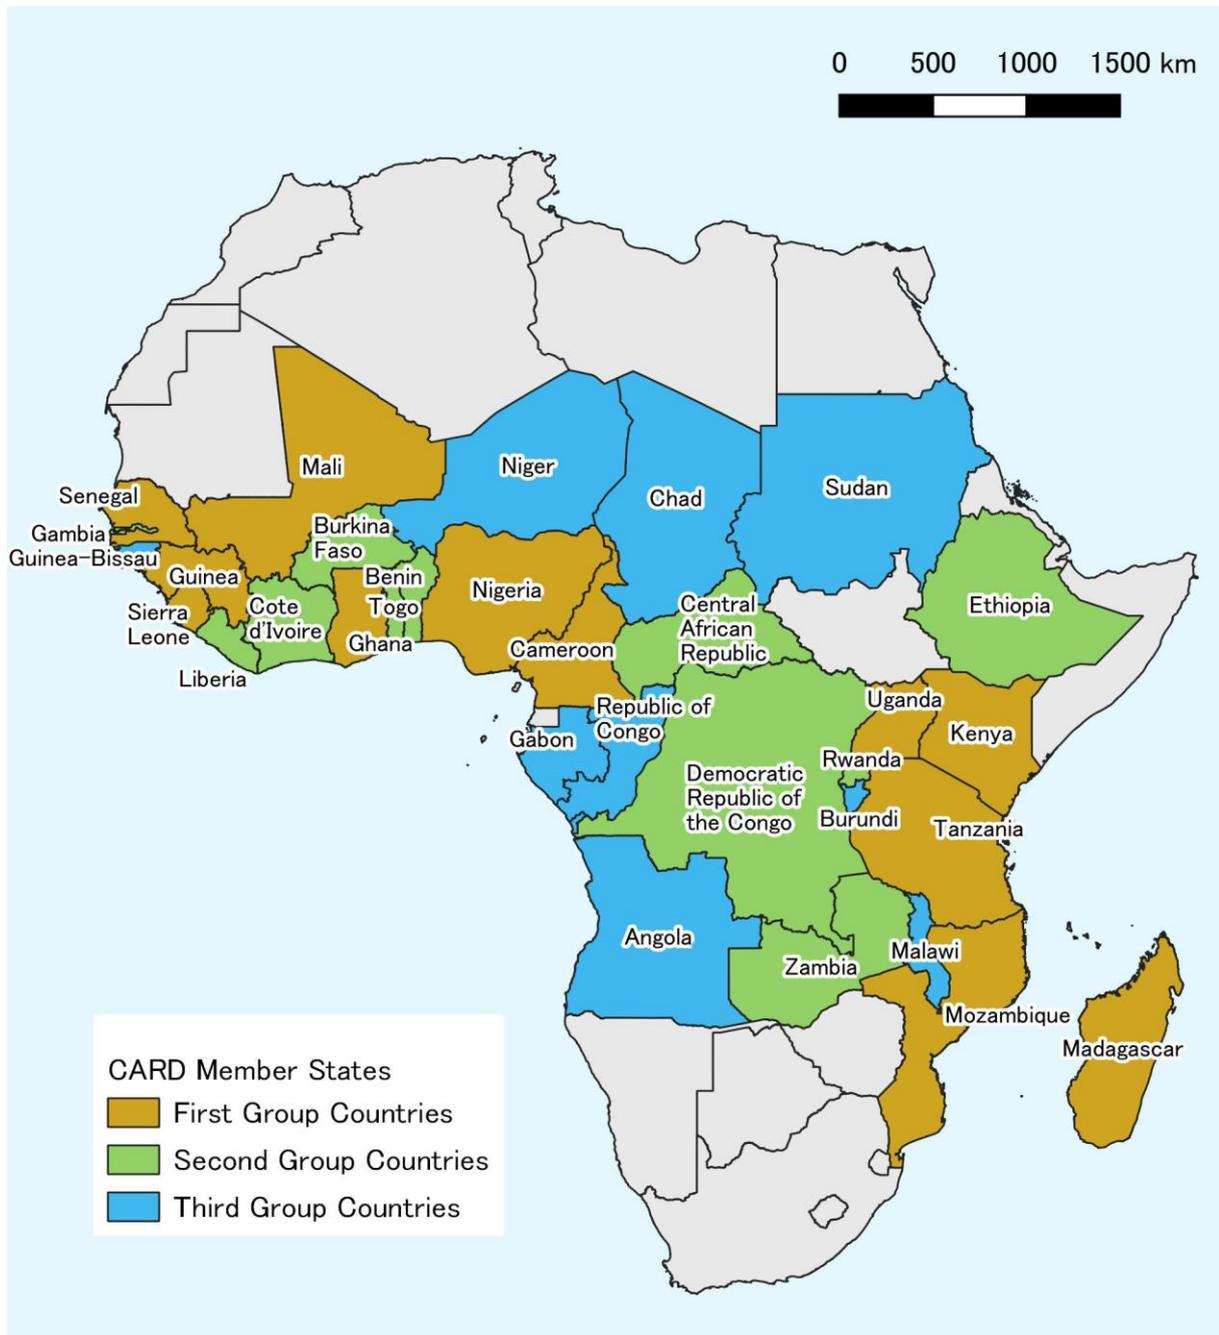 0 500 1000 1500 km
Mali
Niger
Chad
Sudan
Senegal
Gambia
Guinea-Bissau
Burkina
Faso
Guinea
Benin
Nigeria
Togo
Sierra
Leone
Cote
d'Ivoire
Ghana
Liberia
Cameroon
Central
African
Republic
Ethiopia
Republic of
Congo
Gabon
Uganda
Kenya
Rwanda
Democratic
Republic of
the Congo
Burundi
Tanzania
Angola
Zambia
Malawi
Mozambique
Madagascar
CARD Member States
First Group Countries
Second Group Countries
Third Group Countries